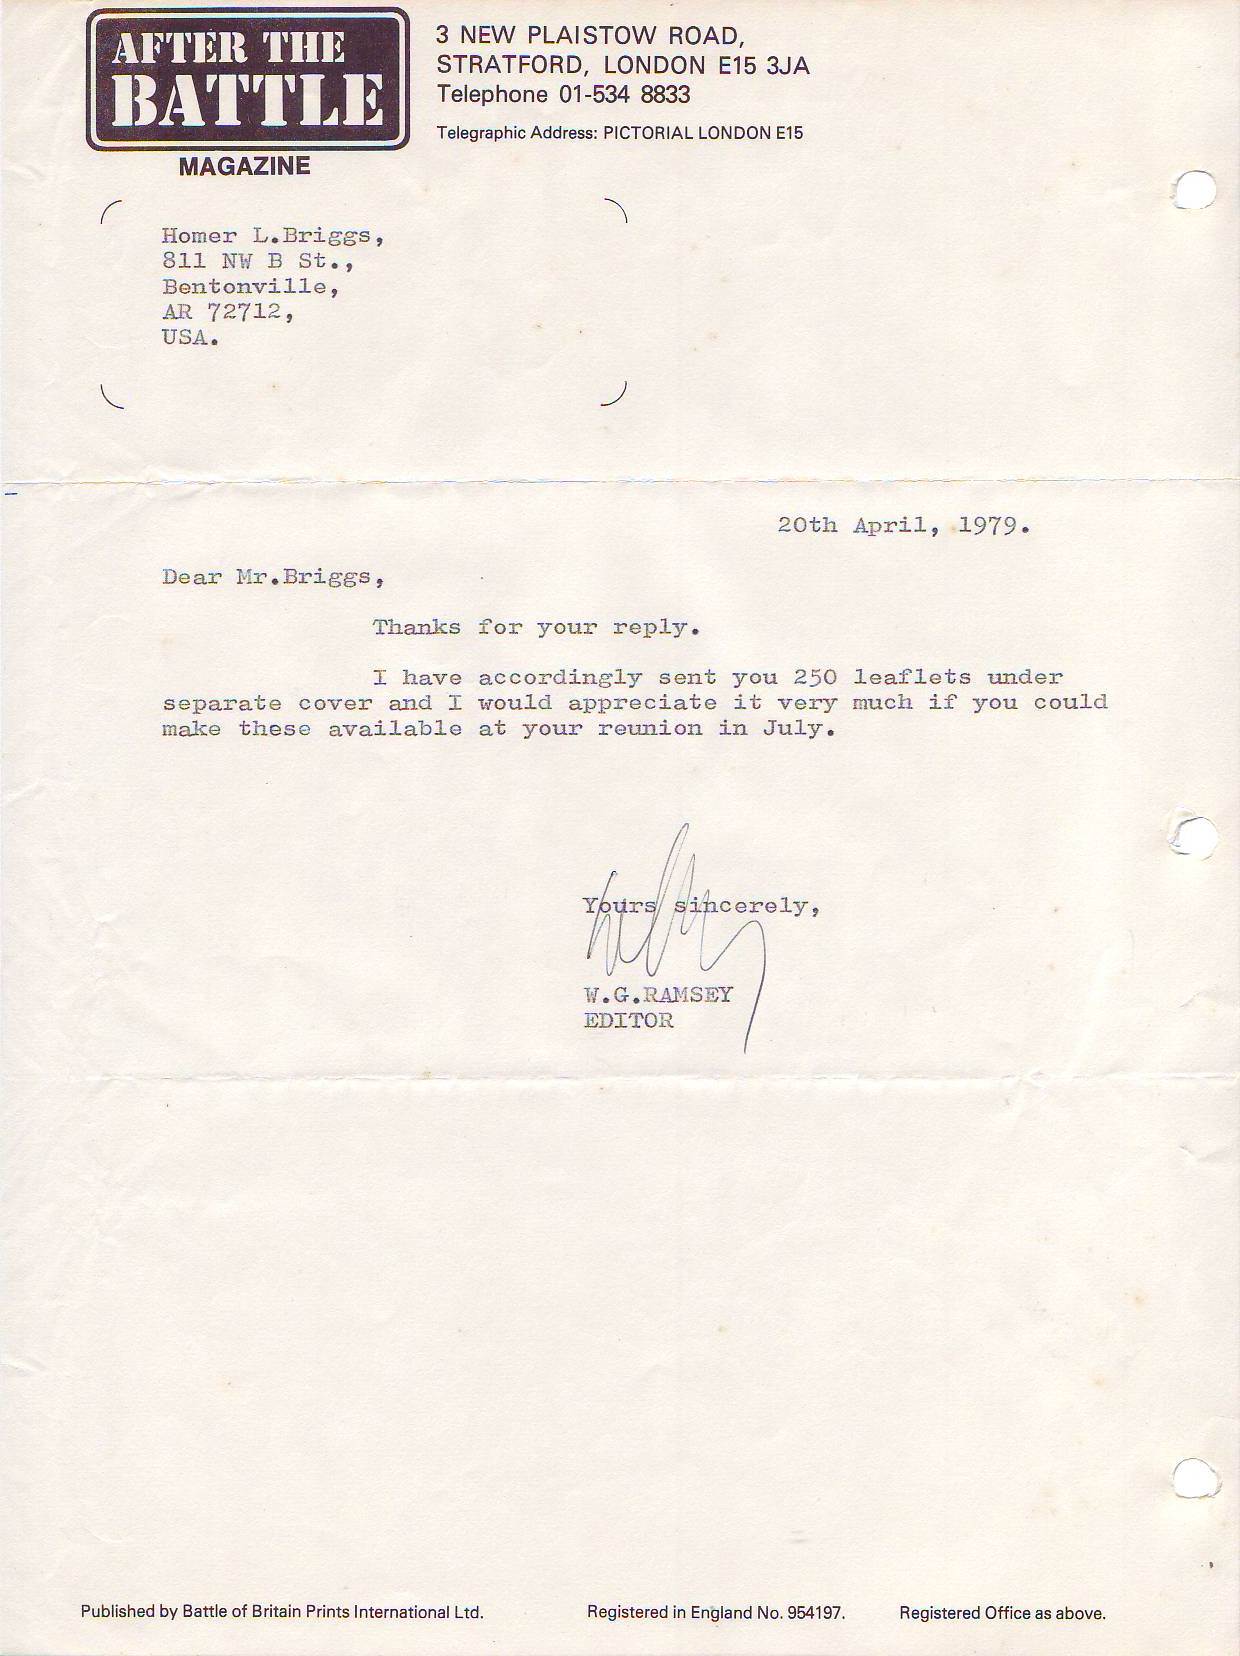 AFTER THE
BATTLE
MAGAZINE
3 NEW PLAISTOW ROAD,
STRATFORD, LONDON E15 3JA
Telephone 01-534 8833
Telegraphic Address: PICTORIAL LONDON E15
Homer L.Briggs,
811 NW B St.,
Bentonville,
AR 72712,
USA.
20th April, 1979.
Dear Mr.Briggs,
Thanks for your reply.
I have accordingly sent you 250 leaflets under
separate cover and I would appreciate it very much if you could
make these available at your reunion in July.
Yours sincerely,
W.G.RAMSEY
EDITOR
Published by Battle of Britain Prints International Ltd. Registered in England No. 954197. Registered Office as above.